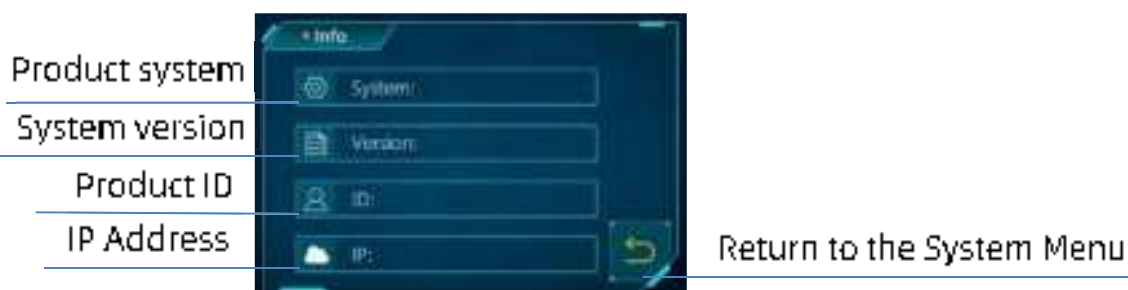 • Info
Product system
System:
System version
Version:
Product ID
ID:
IP Address
IP:
Return to the System Menu